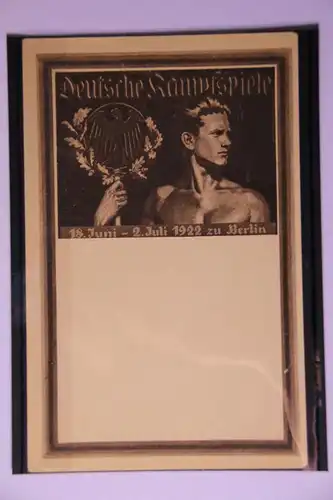 Deutsche Kampfspiele
18. Juni - 2. Juli 1922 zu Berlin